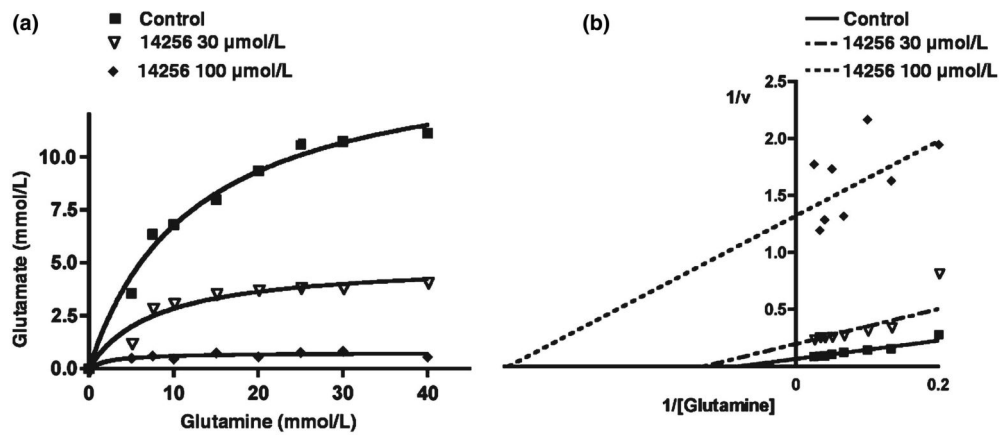 (a)
Control
14256 30 µmol/L
14256 100 µmol/L
Glutamate (mmol/L)
10.0
7.5
5.0
2.5
0.0
0 10 20 30 40
Glutamine (mmol/L)
(b)
Control
14256 30 µmol/L
14256 100 µmol/L
1/v
2.5
2.0
1.5
1.0
0.5
0 0.2
1/[Glutamine]